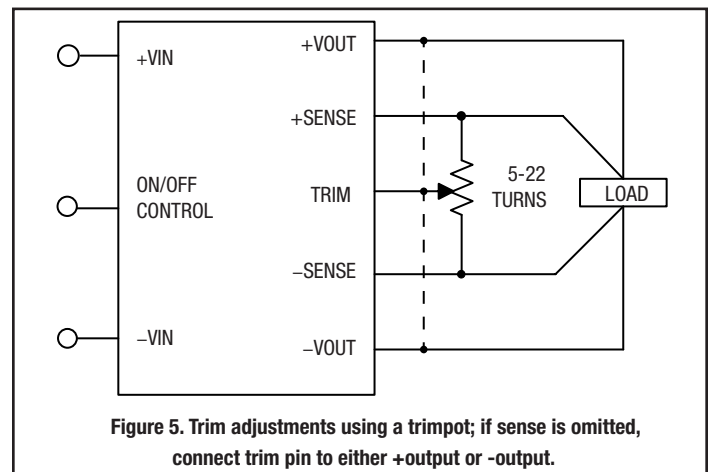 +VIN
ON/OFF
CONTROL
−VIN
+VOUT
+SENSE
TRIM
−SENSE
−VOUT
5-22
TURNS
LOAD
Figure 5. Trim adjustments using a trimpot; if sense is omitted,
connect trim pin to either +output or -output.